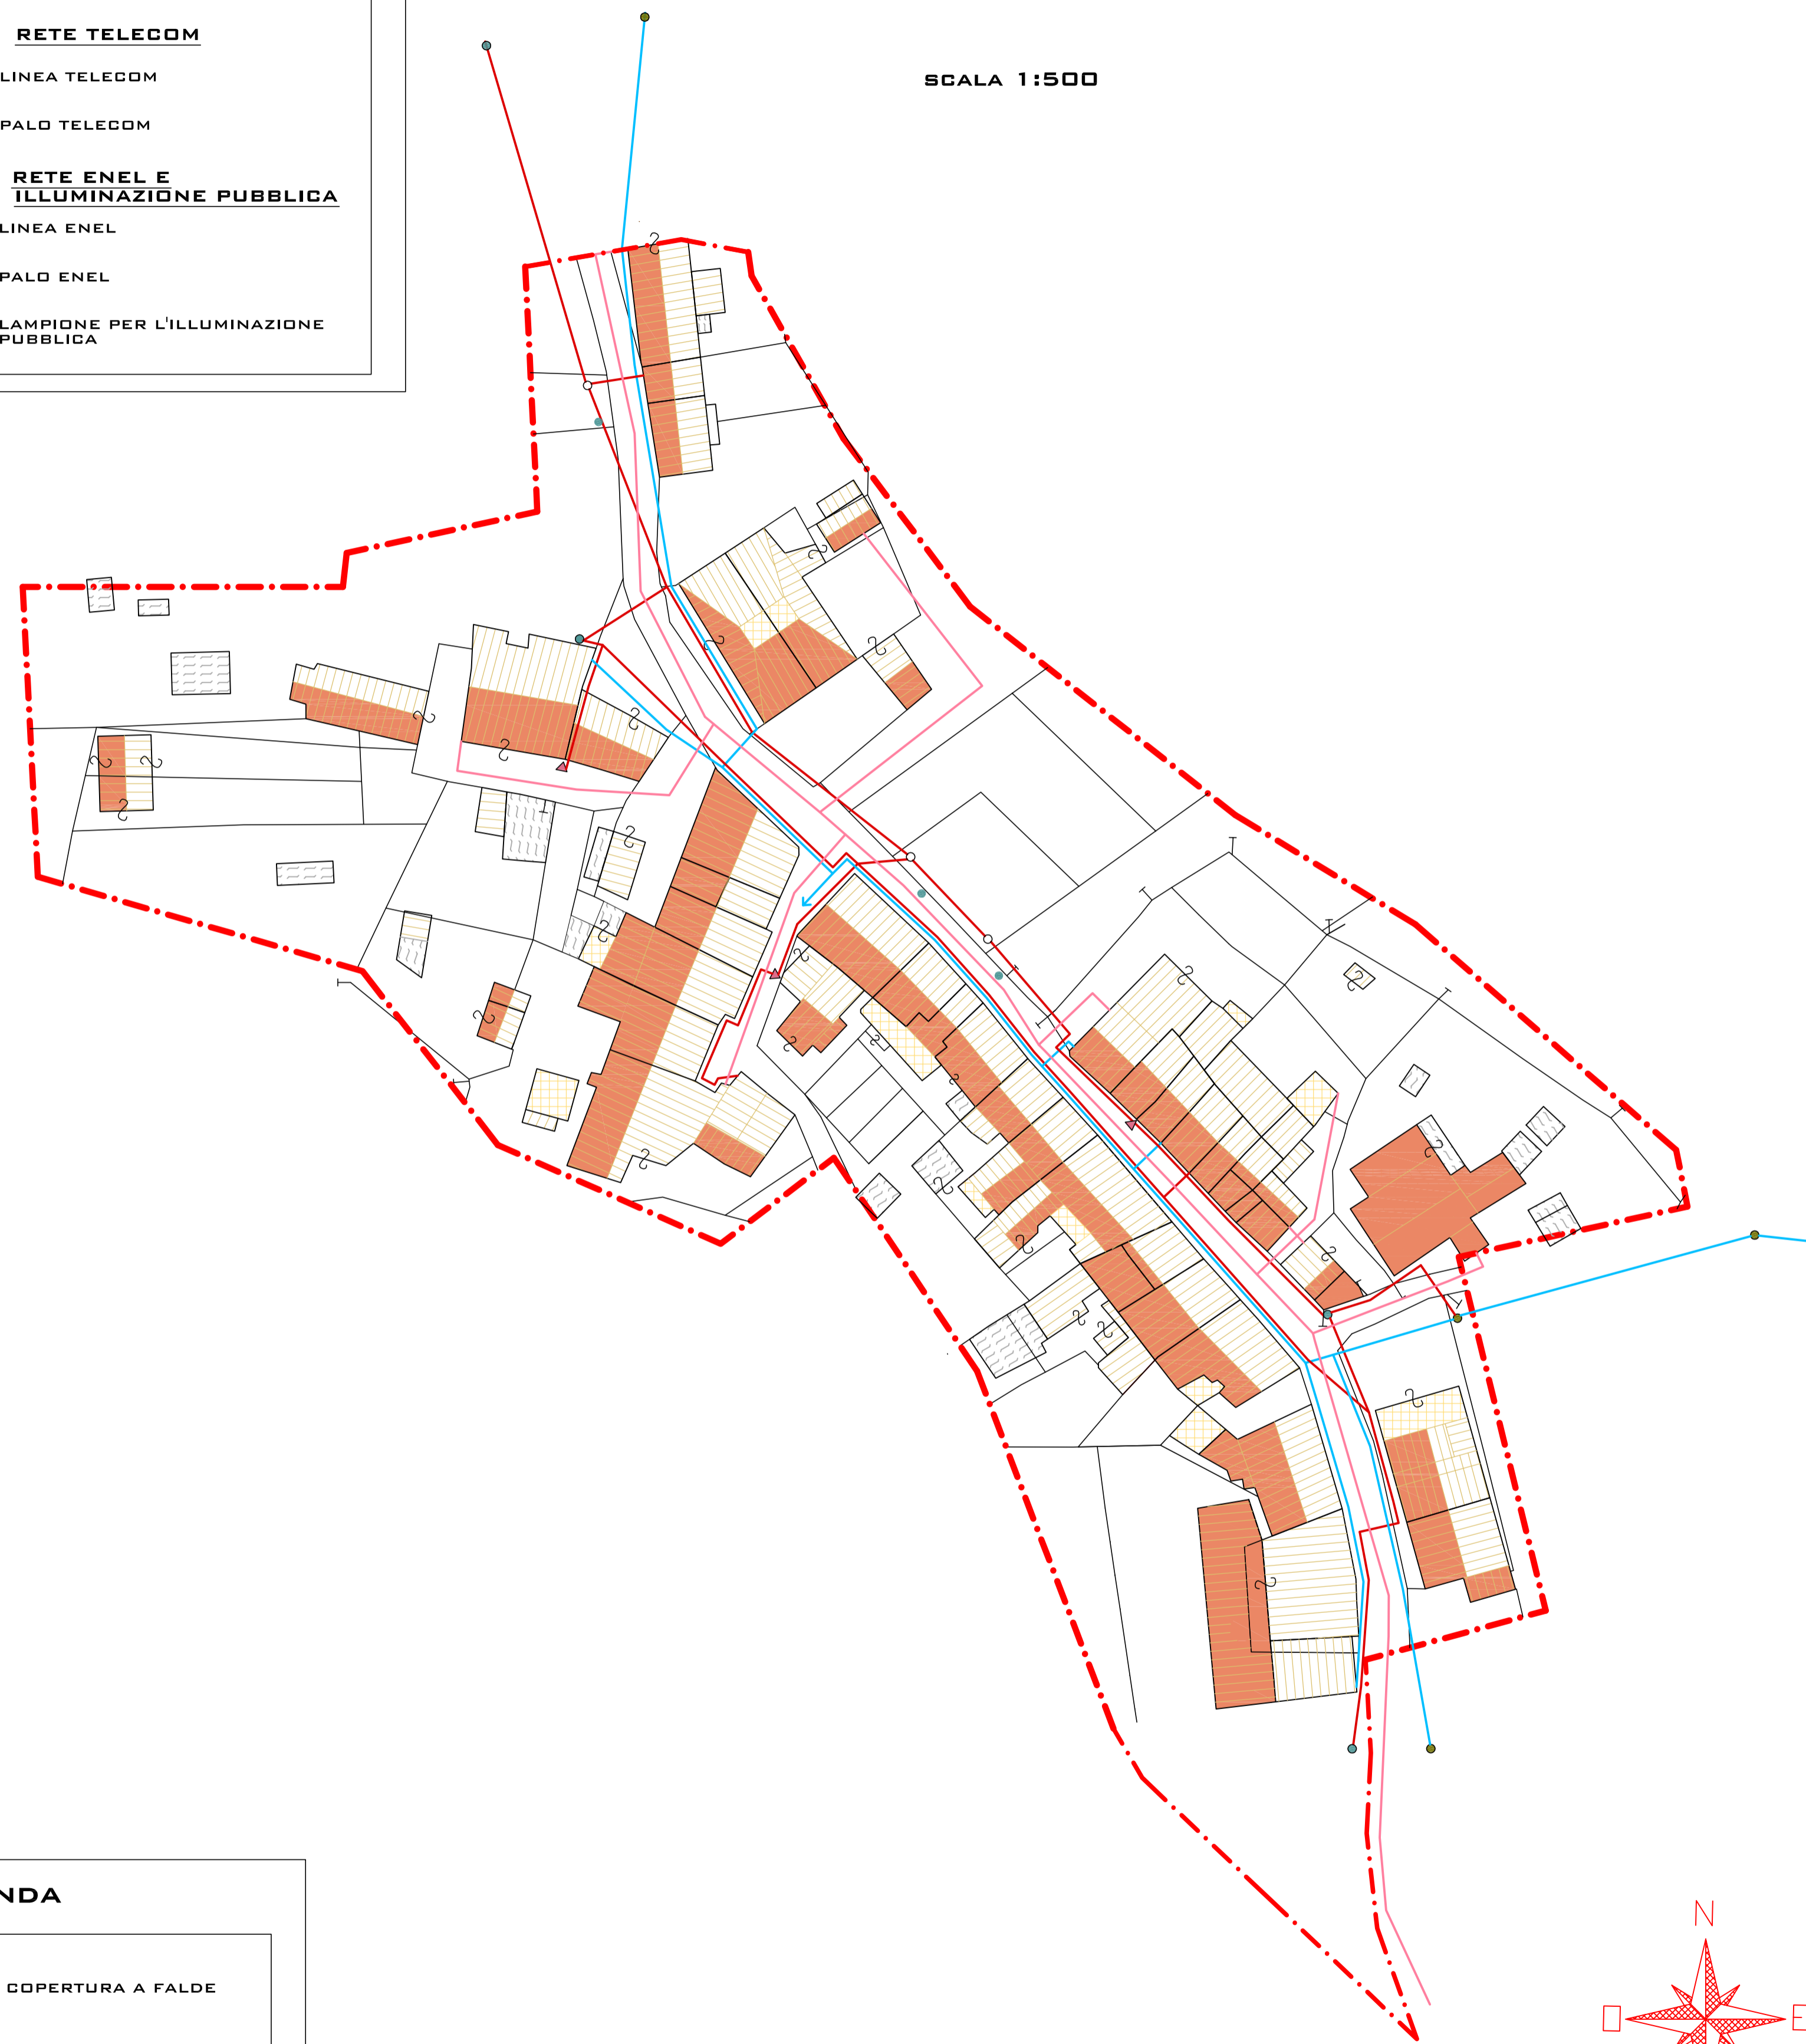 RETE TELECOM
LINEA TELECOM
PALO TELECOM
RETE ENEL E
ILLUMINAZIONE PUBBLICA
LINEA ENEL
PALO ENEL
LAMPIONE PER L'ILLUMINAZIONE
PUBBLICA
SCALA 1:500
NDA
COPERTURA A FALDE
N
O
E